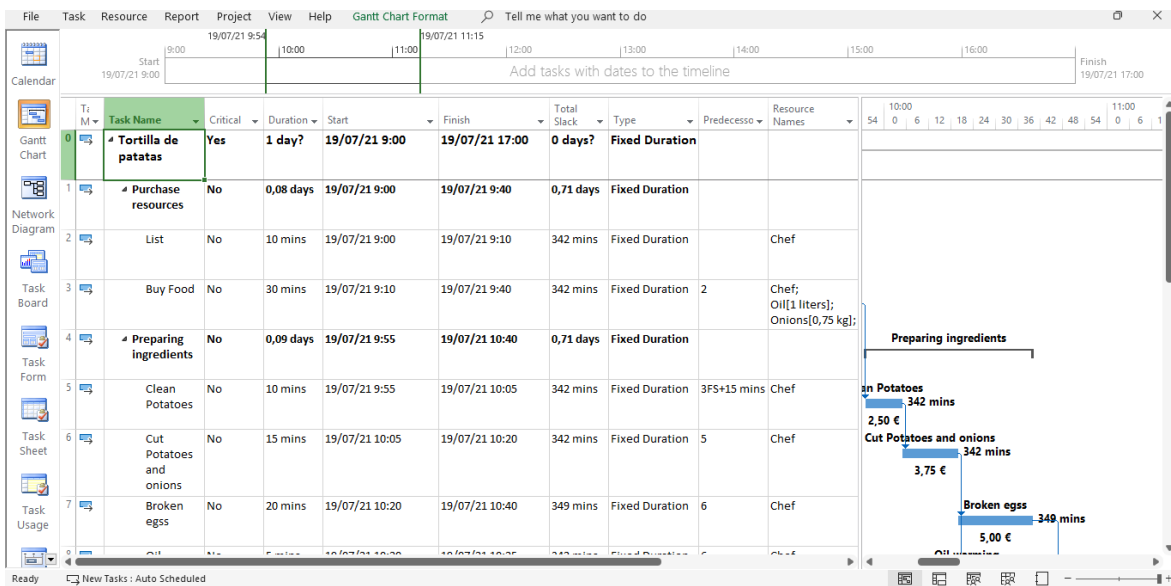 File Task Resource Report Project View Help Gantt Chart Format Tell me what you want to do
19/07/21 9:54 19/07/21 11:15
9:00 10:00 11:00 12:00 13:00 14:00 15:00 16:00
Start
19/07/21 9:00
Add tasks with dates to the timeline
Finish
19/07/21 17:00
Calendar
Gantt
Chart
Network
Diagram
Task
Board
Task
Form
Task
Sheet
Task
Usage
Ta
M
Task Name Critical Duration Start Finish Total
Slack Type Predecesso Resource
Names
0 Tortilla de
patatas Yes 1 day? 19/07/21 9:00 19/07/21 17:00 0 days? Fixed Duration
1 Purchase
resources No 0,08 days 19/07/21 9:00 19/07/21 9:40 0,71 days Fixed Duration
2 List No 10 mins 19/07/21 9:00 19/07/21 9:10 342 mins Fixed Duration Chef
3 Buy Food No 30 mins 19/07/21 9:10 19/07/21 9:40 342 mins Fixed Duration 2 Chef;
Oil[1 liters];
Onions[0,75 kg];
4 Preparing
ingredients No 0,09 days 19/07/21 9:55 19/07/21 10:40 0,71 days Fixed Duration
5 Clean
Potatoes No 10 mins 19/07/21 9:55 19/07/21 10:05 342 mins Fixed Duration 3FS+15 mins Chef
6 Cut
Potatoes
and
onions No 15 mins 19/07/21 10:05 19/07/21 10:20 342 mins Fixed Duration 5 Chef
7 Broken
egss No 20 mins 19/07/21 10:20 19/07/21 10:40 349 mins Fixed Duration 6 Chef
10:00 11:00
54 0 6 12 18 24 30 36 42 48 54 0 6 1
Preparing ingredients
an Potatoes
342 mins
2,50 €
Cut Potatoes and onions
342 mins
3,75 €
Broken egss
349 mins
5,00 €
Ready New Tasks : Auto Scheduled